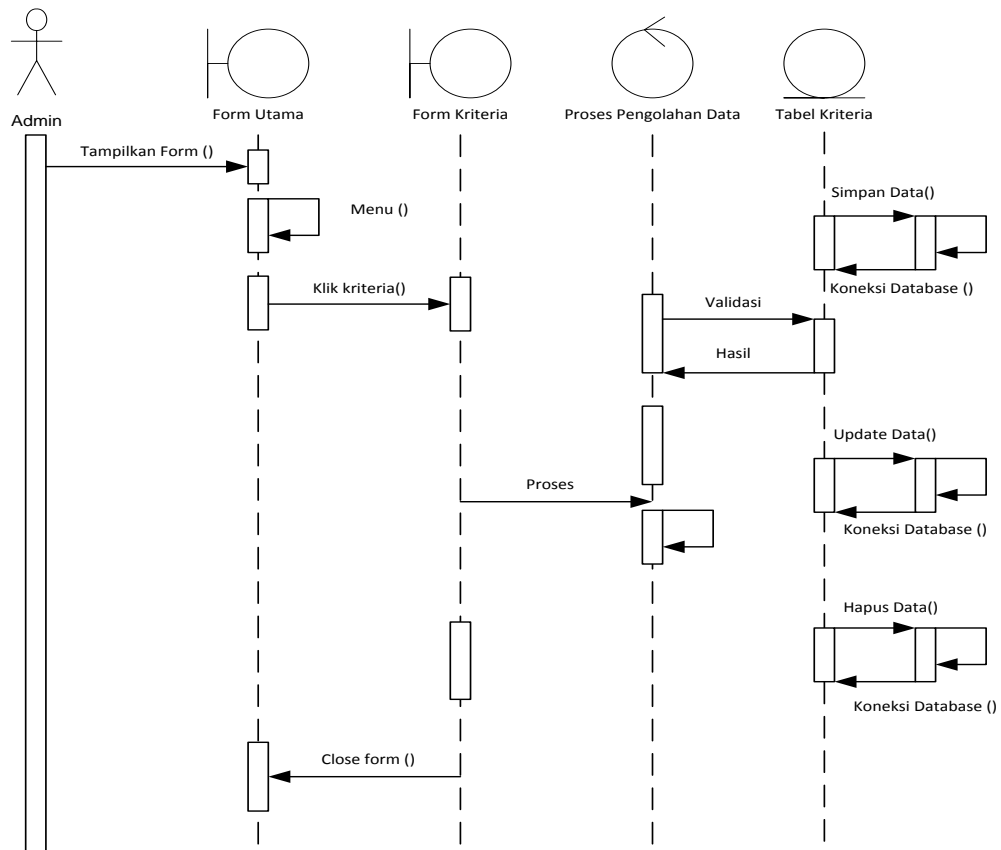 Admin
Form Utama
Form Kriteria
Proses Pengolahan Data
Tabel Kriteria
Tampilkan Form ()
Menu ()
Simpan Data()
Koneksi Database ()
Klik kriteria()
Validasi
Hasil
Update Data()
Proses
Koneksi Database ()
Hapus Data()
Koneksi Database ()
Close form ()